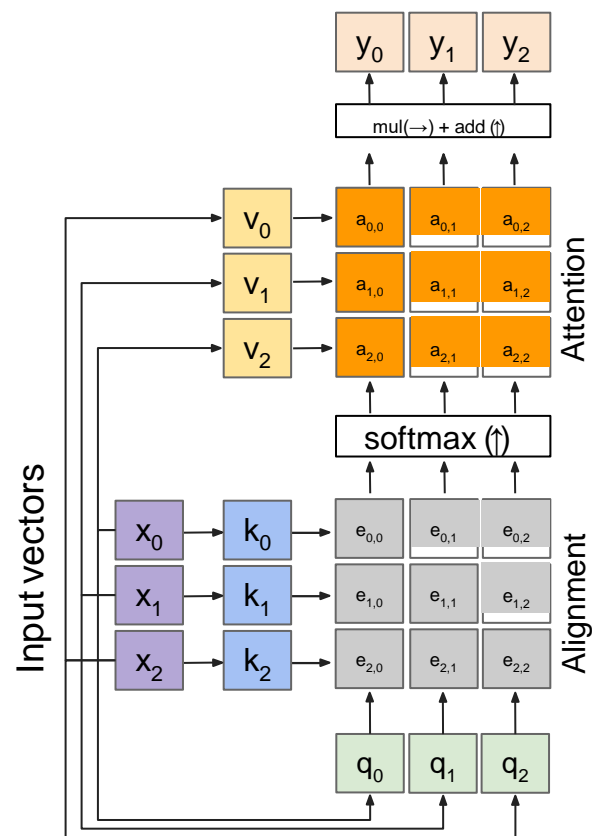 y0 y1 y2
mul(→) + add (↑)
v0 a0,0 a0,1 a0,2
v1 a1,0 a1,1 a1,2
v2 a2,0 a2,1 a2,2
Attention
softmax (↑)
Input vectors
x0 k0 e0,0 e0,1 e0,2
x1 k1 e1,0 e1,1 e1,2
x2 k2 e2,0 e2,1 e2,2
Alignment
q0 q1 q2